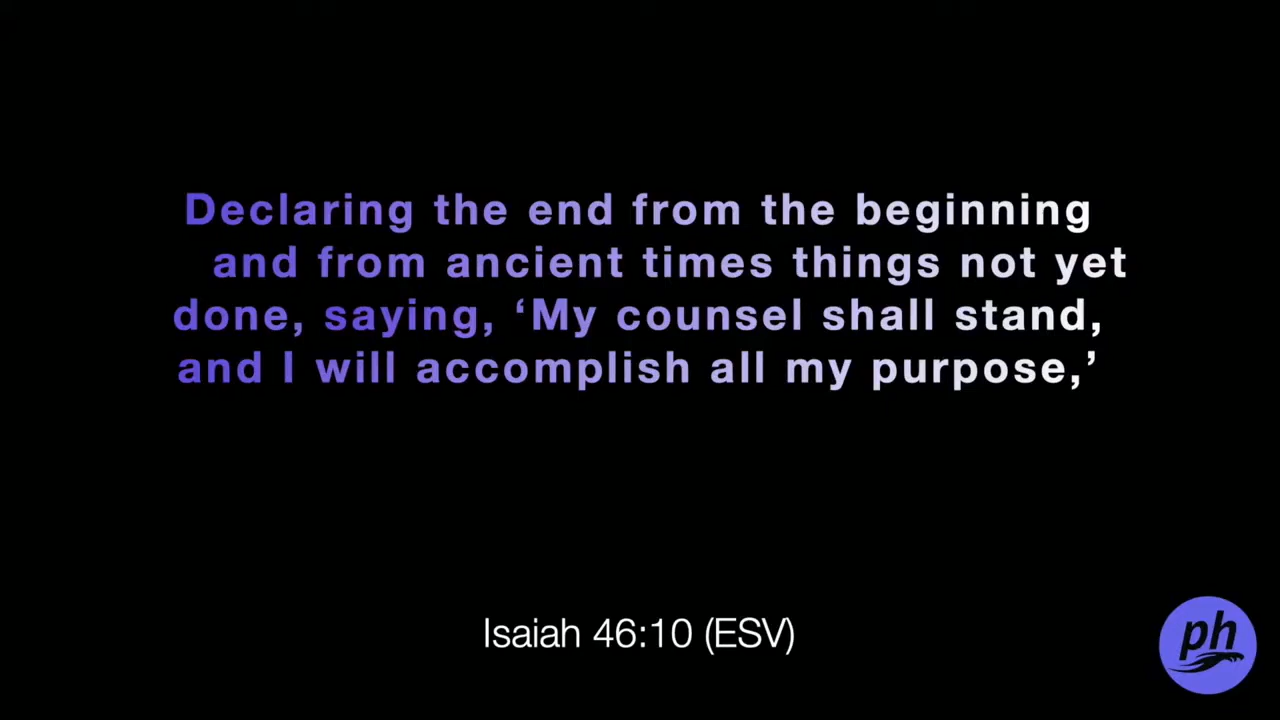 Declaring the end from the beginning
and from ancient times things not yet
done, saying, ‘My counsel shall stand,
and I will accomplish all my purpose,’
Isaiah 46:10 (ESV)
ph